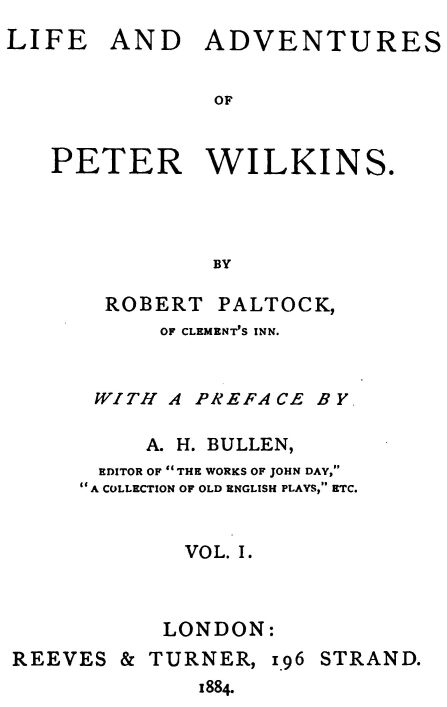 LIFE AND ADVENTURES
OF
PETER WILKINS.
BY
ROBERT PALTOCK,
OF CLEMENT'S INN.
WITH A PREFACE BY
A. H. BULLEN,
EDITOR OF "THE WORKS OF JOHN DAY,"
"A COLLECTION OF OLD ENGLISH PLAYS," ETC.
VOL. I.
LONDON:
REEVES & TURNER, 196 STRAND.
1884.